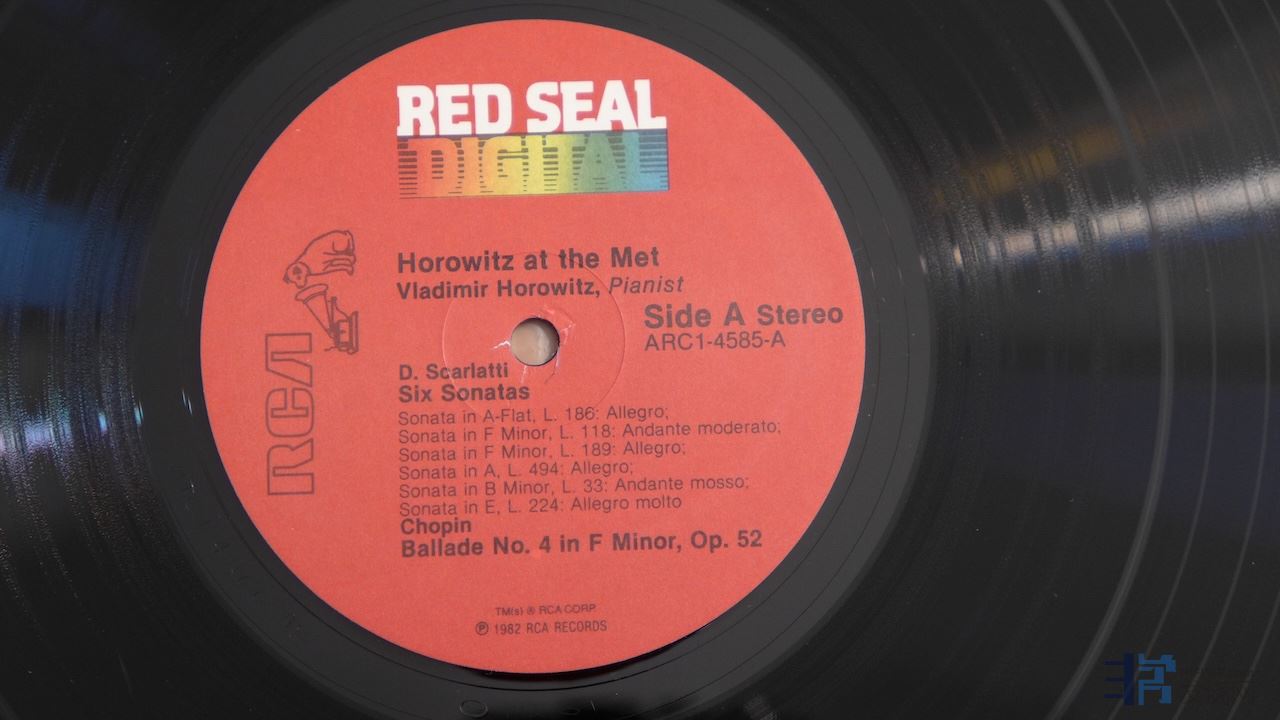 RED SEAL
DIGITAL
Horowitz at the Met
Vladimir Horowitz, Pianist
Side A Stereo
ARC1-4585-A
RCA
D. Scarlatti
Six Sonatas
Sonata in A-Flat, L. 186: Allegro;
Sonata in F Minor, L. 118: Andante moderato;
Sonata in F Minor, L. 189: Allegro;
Sonata in A, L. 494: Allegro;
Sonata in B Minor, L. 33: Andante mosso;
Sonata in E, L. 224: Allegro molto
Chopin
Ballade No. 4 in F Minor, Op. 52
TM(s) ® RCA CORP.
℗ 1982 RCA RECORDS